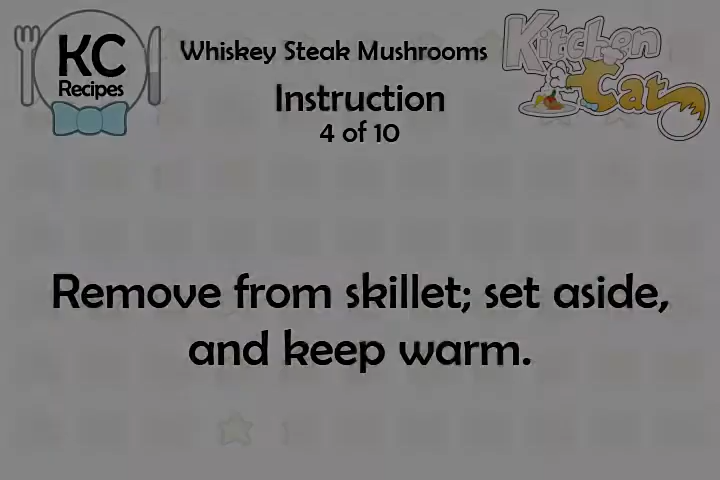 KC
Recipes
Whiskey Steak Mushrooms
Instruction
4 of 10
Kitchen
Cat
Remove from skillet; set aside,
and keep warm.